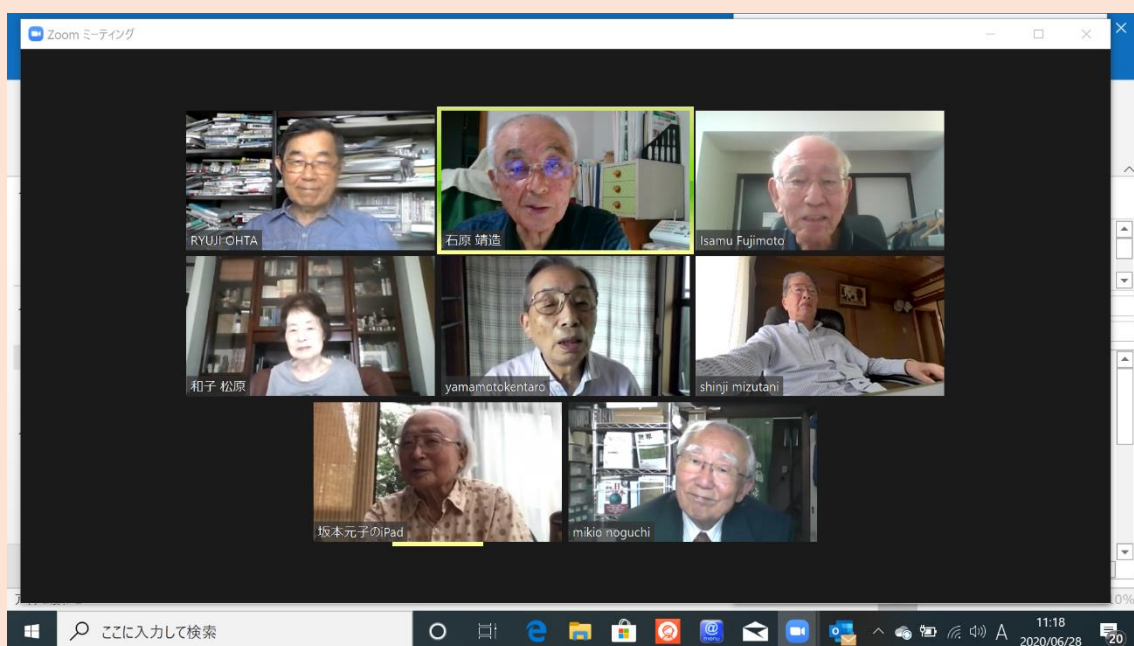 Zoom ミーティング
RYUJI OHTA
石原 靖造
Isamu Fujimoto
和子 松原
yamamotokentaro
shinji mizutani
坂本元子のiPad
mikio noguchi
0%
ここに入力して検索
menu
A
11:18
2020/06/28
20